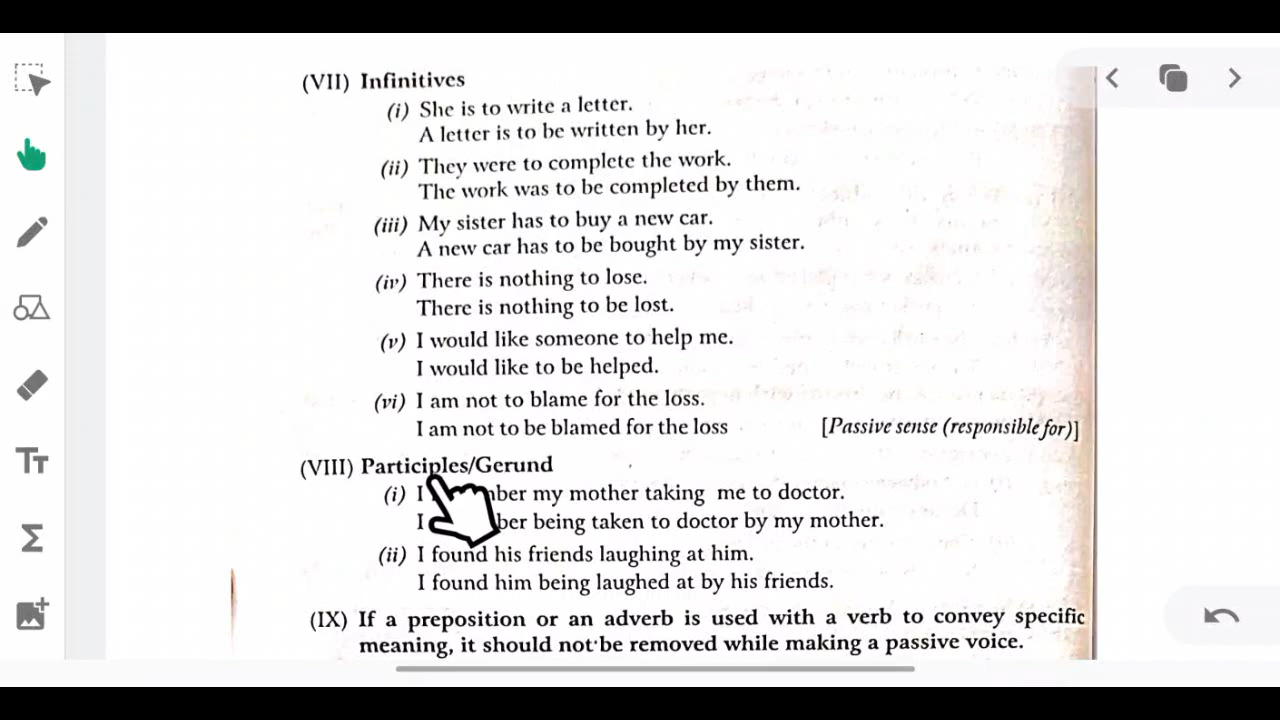 (VII) Infinitives
(i) She is to write a letter.
A letter is to be written by her.
(ii) They were to complete the work.
The work was to be completed by them.
(iii) My sister has to buy a new car.
A new car has to be bought by my sister.
(iv) There is nothing to lose.
There is nothing to be lost.
(v) I would like someone to help me.
I would like to be helped.
(vi) I am not to blame for the loss.
I am not to be blamed for the loss [Passive sense (responsible for)]
(VIII) Participles/Gerund
(i) I my mother taking me to doctor.
I being taken to doctor by my mother.
(ii) I found his friends laughing at him.
I found him being laughed at by his friends.
(IX) If a preposition or an adverb is used with a verb to convey specific
meaning, it should not be removed while making a passive voice.
Tт
Σ